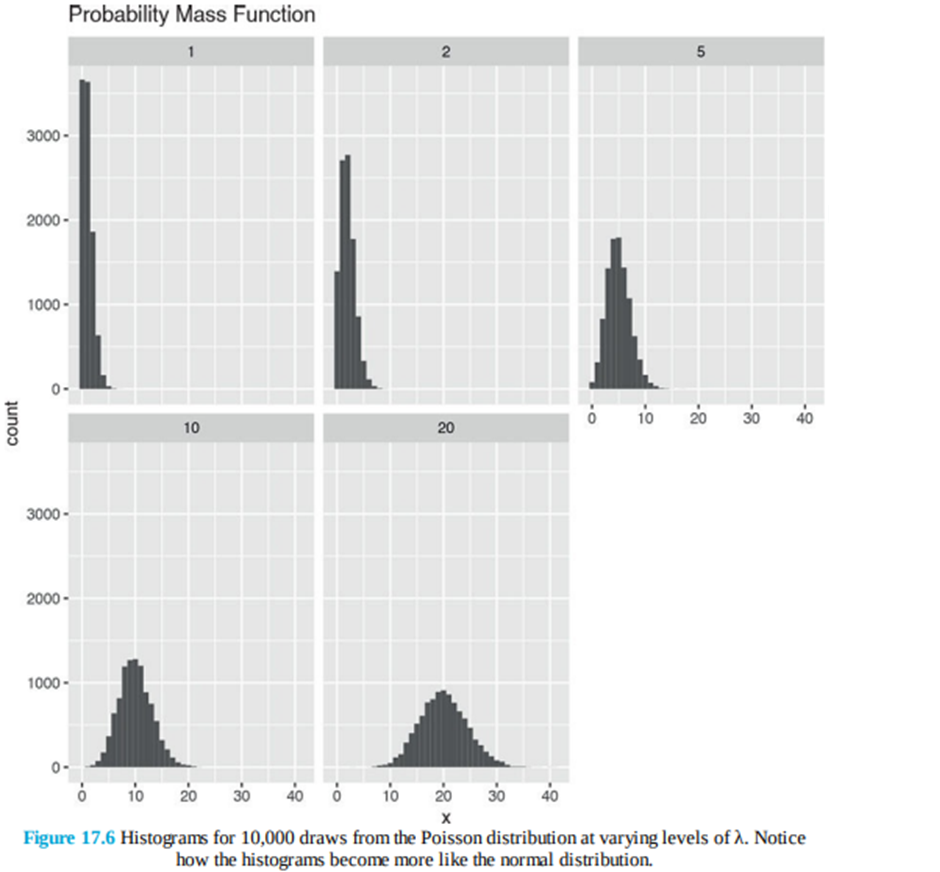 Probability Mass Function
1 2 5
3000
2000
1000
0
0 10 20 30 40
count
10 20
3000
2000
1000
0
0 10 20 30 40 0 10 20 30 40
x
Figure 17.6 Histograms for 10,000 draws from the Poisson distribution at varying levels of λ. Notice
how the histograms become more like the normal distribution.